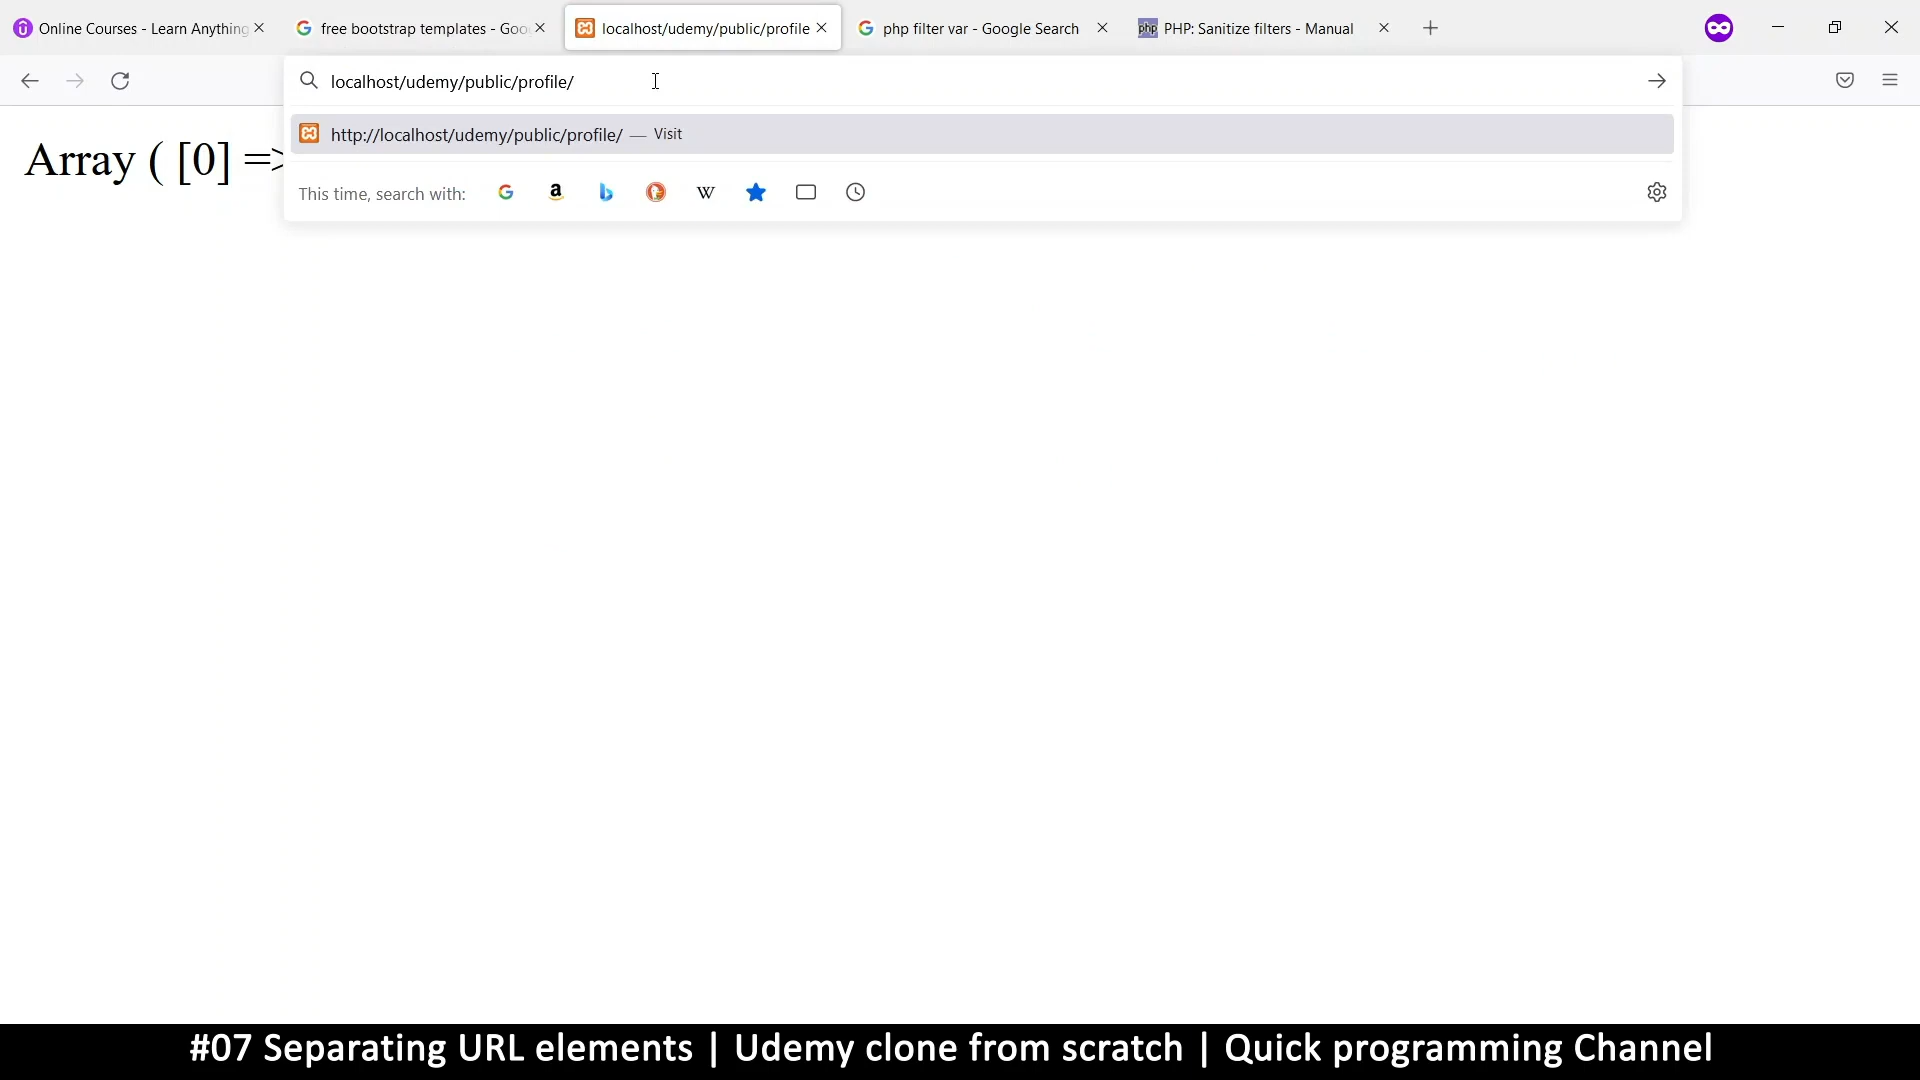 Online Courses - Learn Anything
free bootstrap templates - Goo
localhost/udemy/public/profile
php filter var - Google Search
php PHP: Sanitize filters - Manual
localhost/udemy/public/profile/
http://localhost/udemy/public/profile/ — Visit
Array ( [0] =>
This time, search with:
#07 Separating URL elements | Udemy clone from scratch | Quick programming Channel